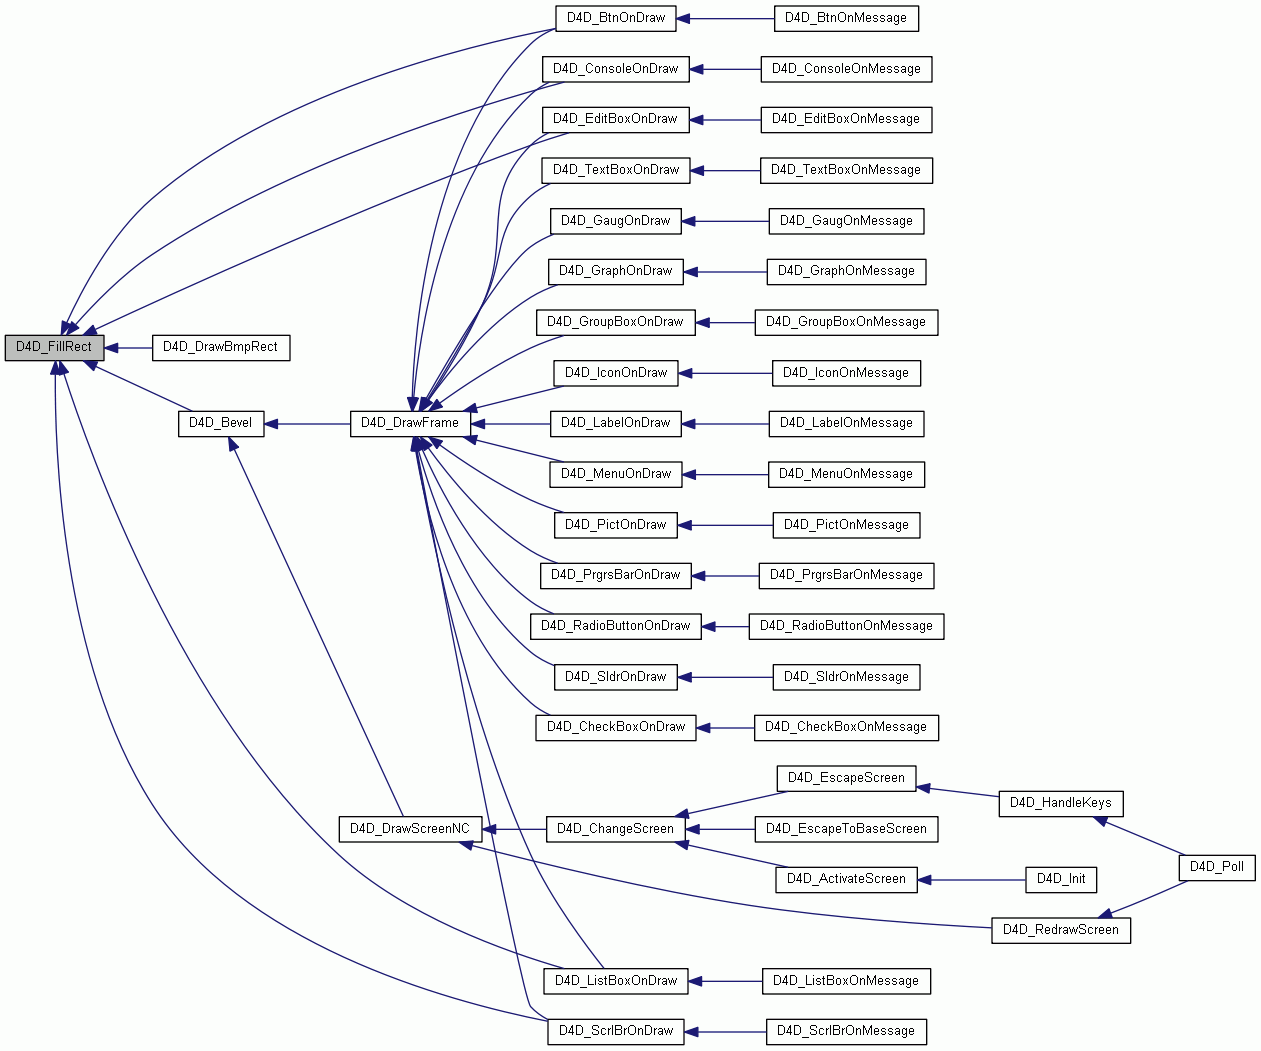 D4D_BtnOnDraw
D4D_BtnOnMessage
D4D_ConsoleOnDraw
D4D_ConsoleOnMessage
D4D_EditBoxOnDraw
D4D_EditBoxOnMessage
D4D_TextBoxOnDraw
D4D_TextBoxOnMessage
D4D_GaugOnDraw
D4D_GaugOnMessage
D4D_GraphOnDraw
D4D_GraphOnMessage
D4D_GroupBoxOnDraw
D4D_GroupBoxOnMessage
D4D_FillRect
D4D_DrawBmpRect
D4D_IconOnDraw
D4D_IconOnMessage
D4D_Bevel
D4D_DrawFrame
D4D_LabelOnDraw
D4D_LabelOnMessage
D4D_MenuOnDraw
D4D_MenuOnMessage
D4D_PictOnDraw
D4D_PictOnMessage
D4D_PrgrsBarOnDraw
D4D_PrgrsBarOnMessage
D4D_RadioButtonOnDraw
D4D_RadioButtonOnMessage
D4D_SldrOnDraw
D4D_SldrOnMessage
D4D_CheckBoxOnDraw
D4D_CheckBoxOnMessage
D4D_EscapeScreen
D4D_HandleKeys
D4D_DrawScreenNC
D4D_ChangeScreen
D4D_EscapeToBaseScreen
D4D_Poll
D4D_ActivateScreen
D4D_Init
D4D_RedrawScreen
D4D_ListBoxOnDraw
D4D_ListBoxOnMessage
D4D_ScrlBrOnDraw
D4D_ScrlBrOnMessage